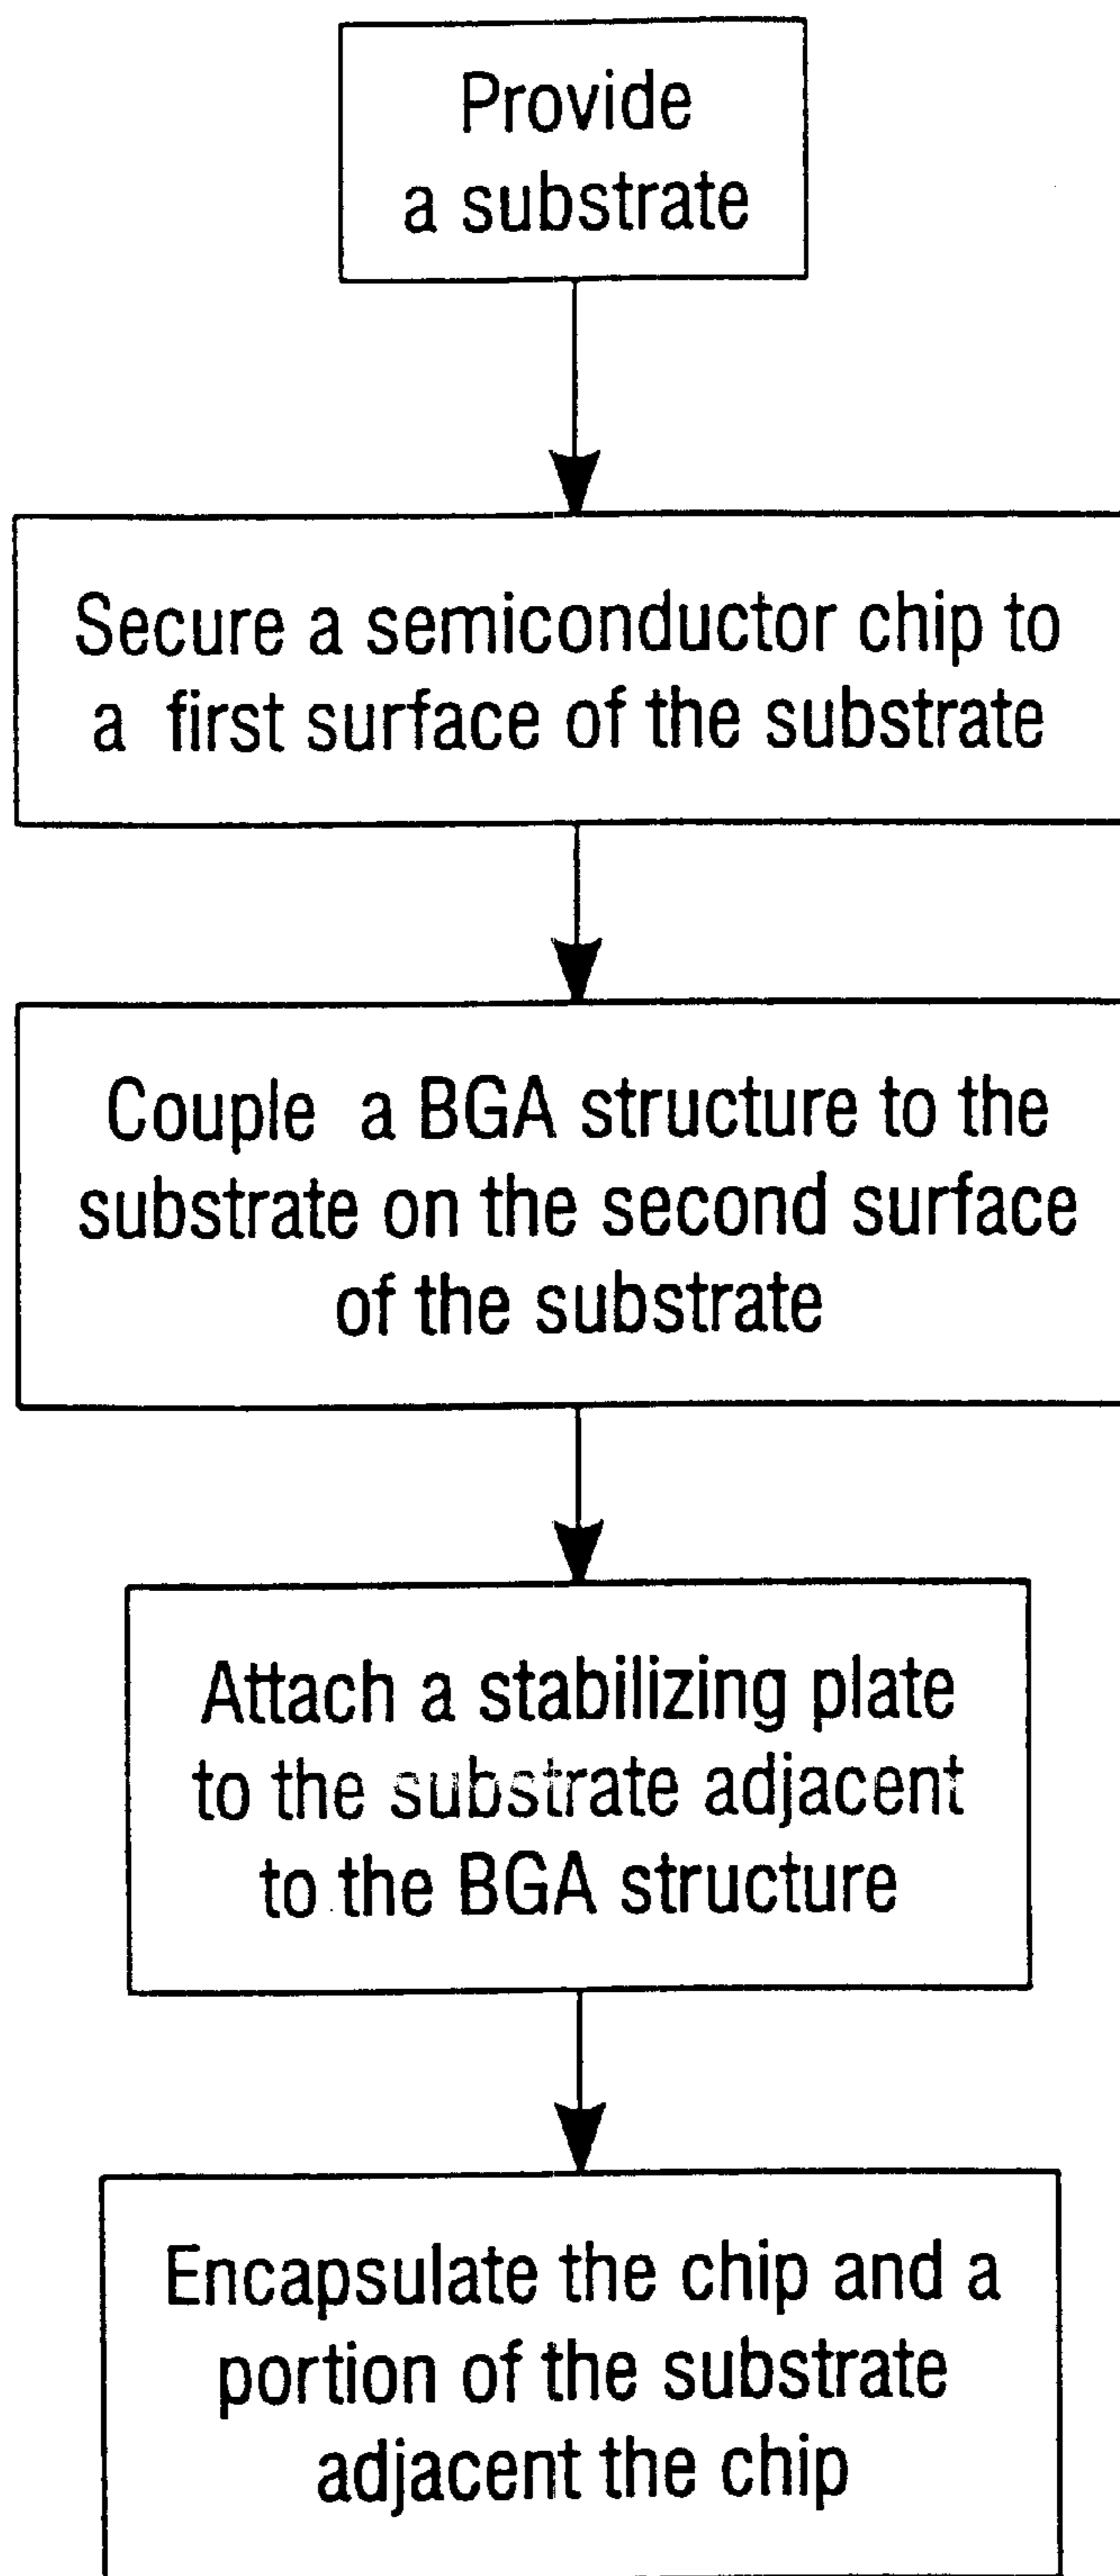 Provide
a substrate
Secure a semiconductor chip to
a first surface of the substrate
Couple a BGA structure to the
substrate on the second surface
of the substrate
Attach a stabilizing plate
to the substrate adjacent
to the BGA structure
Encapsulate the chip and a
portion of the substrate
adjacent the chip